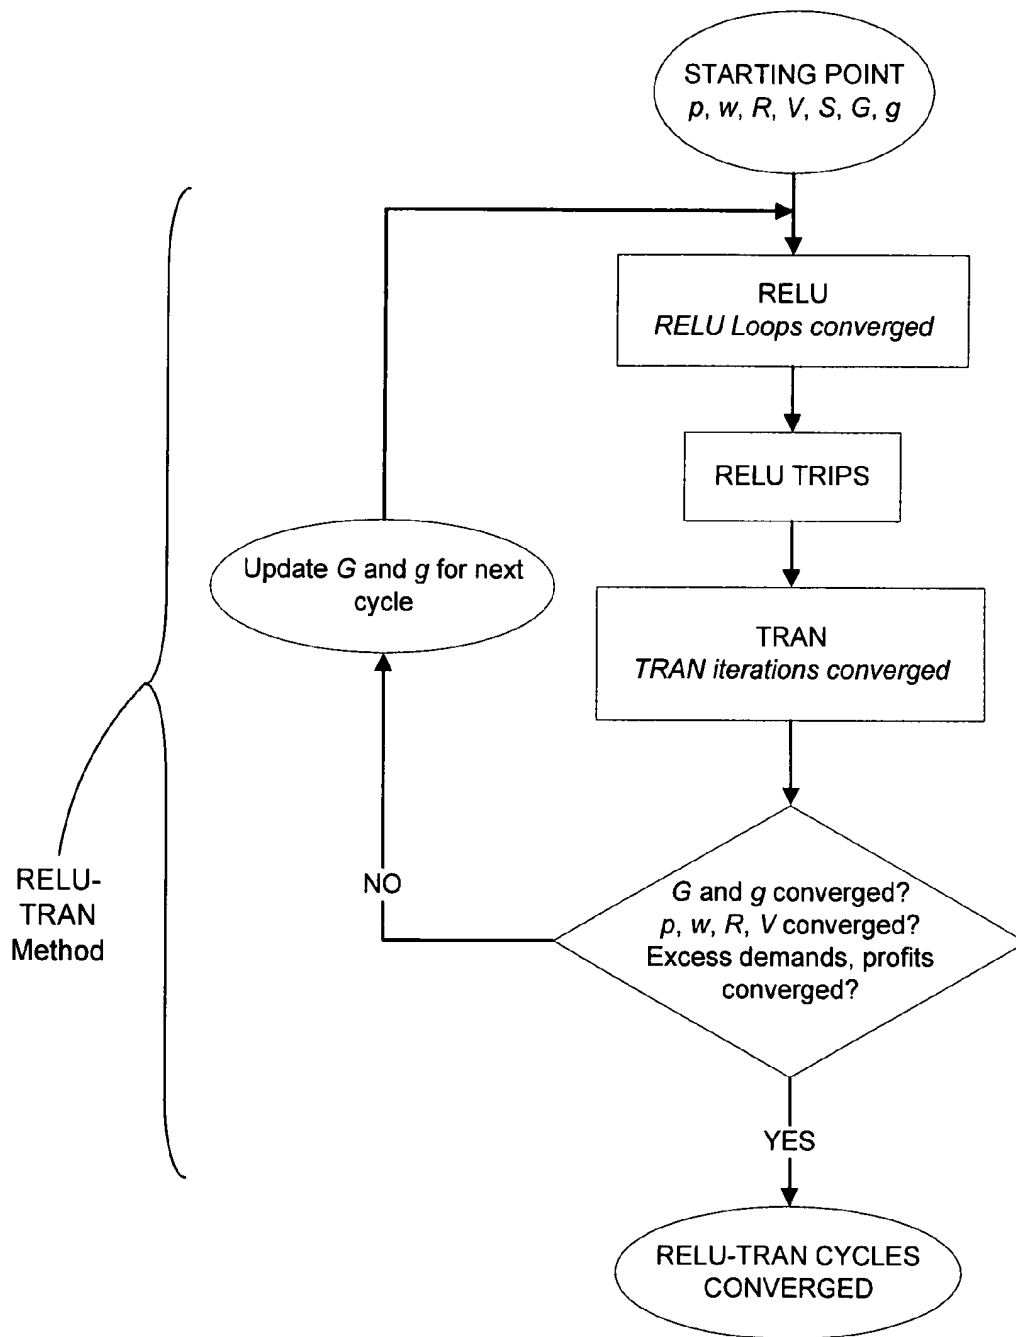 STARTING POINT
p, w, R, V, S, G, g
RELU
RELU Loops converged
RELU TRIPS
Update G and g for next
cycle
TRAN
TRAN iterations converged
RELU-
TRAN
Method
NO
G and g converged?
p, w, R, V converged?
Excess demands, profits
converged?
YES
RELU-TRAN CYCLES
CONVERGED